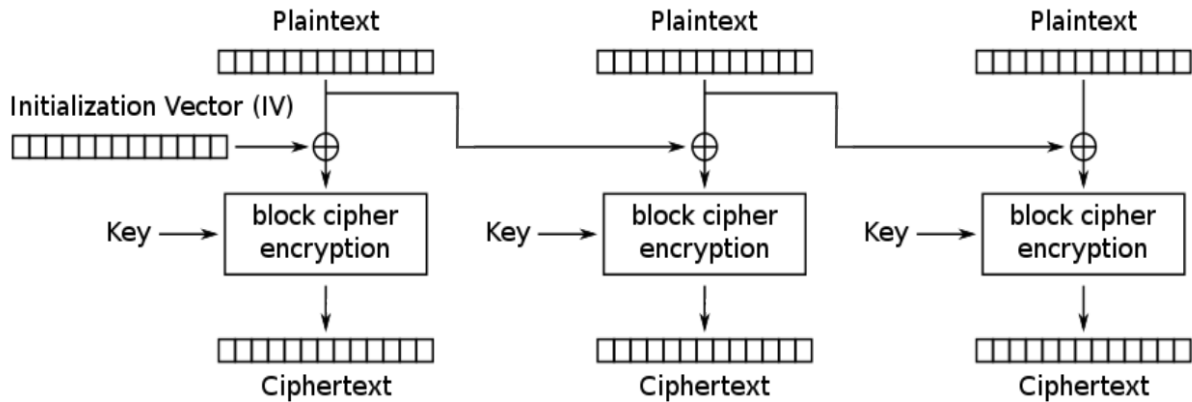 Plaintext
Plaintext
Plaintext
Initialization Vector (IV)
Key
block cipher
encryption
Key
block cipher
encryption
Key
block cipher
encryption
Ciphertext
Ciphertext
Ciphertext